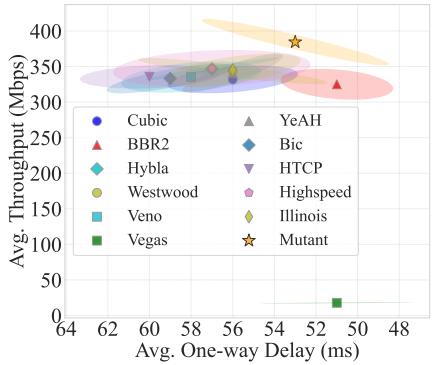 Avg. Throughput (Mbps)
400
350
300
250
200
150
100
50
0
Cubic
BBR2
Hybla
Westwood
Veno
Vegas
YeAH
Bic
HTCP
Highspeed
Illinois
Mutant
64 62 60 58 56 54 52 50 48
Avg. One-way Delay (ms)